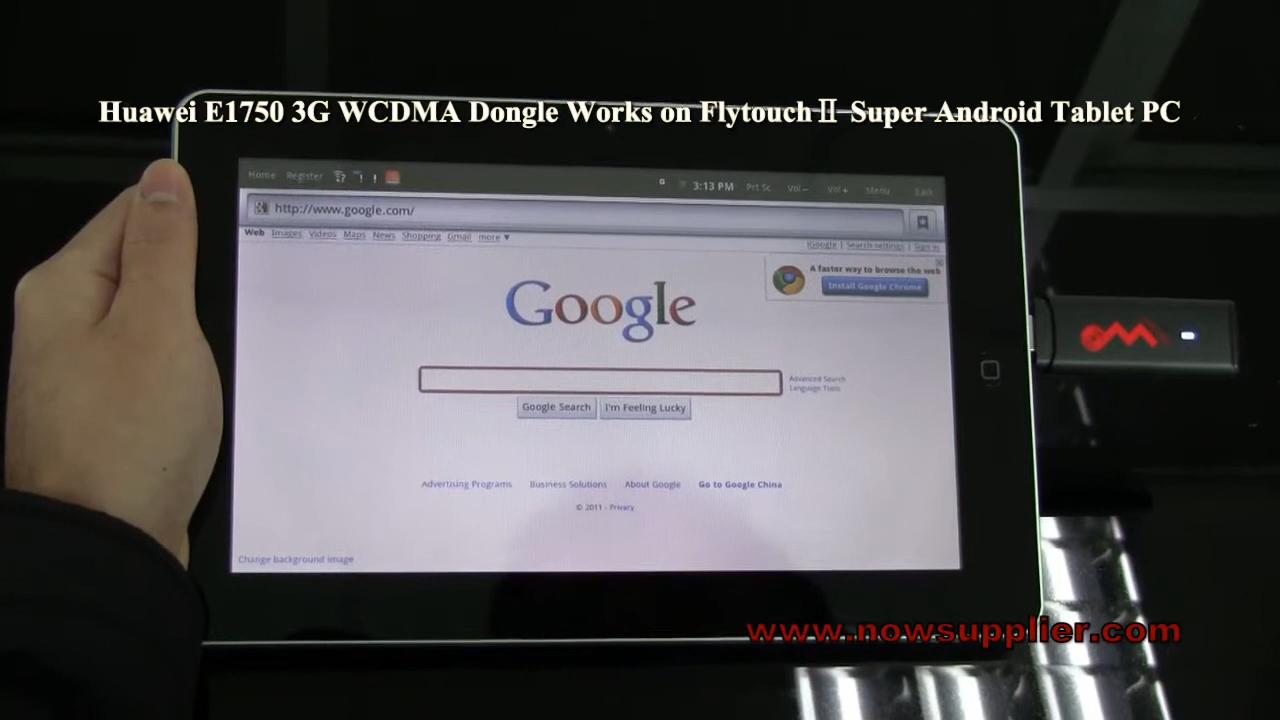 Huawei E1750 3G WCDMA Dongle Works on FlytouchⅡ Super Android Tablet PC
Home Register 3:13 PM Prt Sc Vol- Vol+ Menu Back
http://www.google.com/
Web Images Videos Maps News Shopping Gmail more ▼
iGoogle | Search settings | Sign in
A faster way to browse the web
Install Google Chrome
Google
Advanced Search
Language Tools
Google Search I'm Feeling Lucky
Advertising Programs Business Solutions About Google Go to Google China
© 2011 - Privacy
Change background image
www.nowsupplier.com